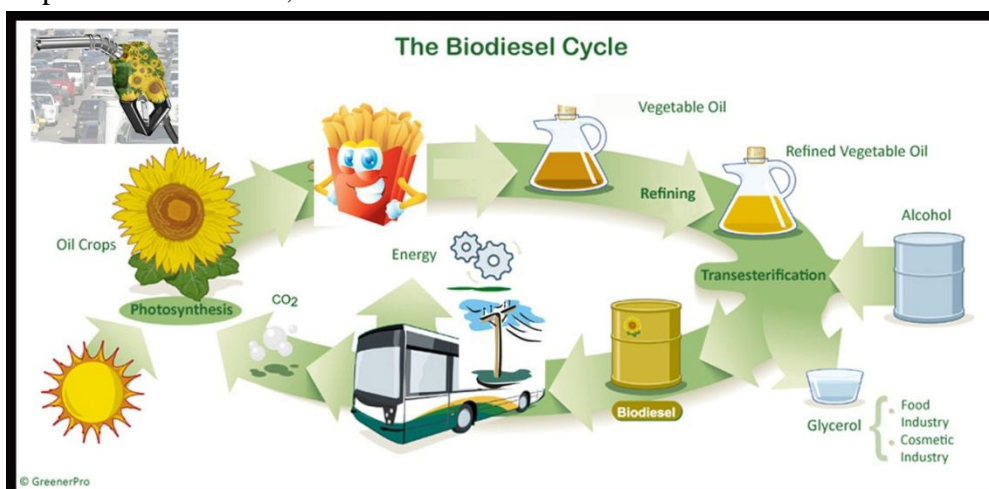 The Biodiesel Cycle
Vegetable Oil
Refined Vegetable Oil
Refining
Alcohol
Oil Crops
Energy
Transesterification
CO2
Photosynthesis
Biodiesel
Glycerol
Food
Industry
Cosmetic
Industry
© GreenerPro